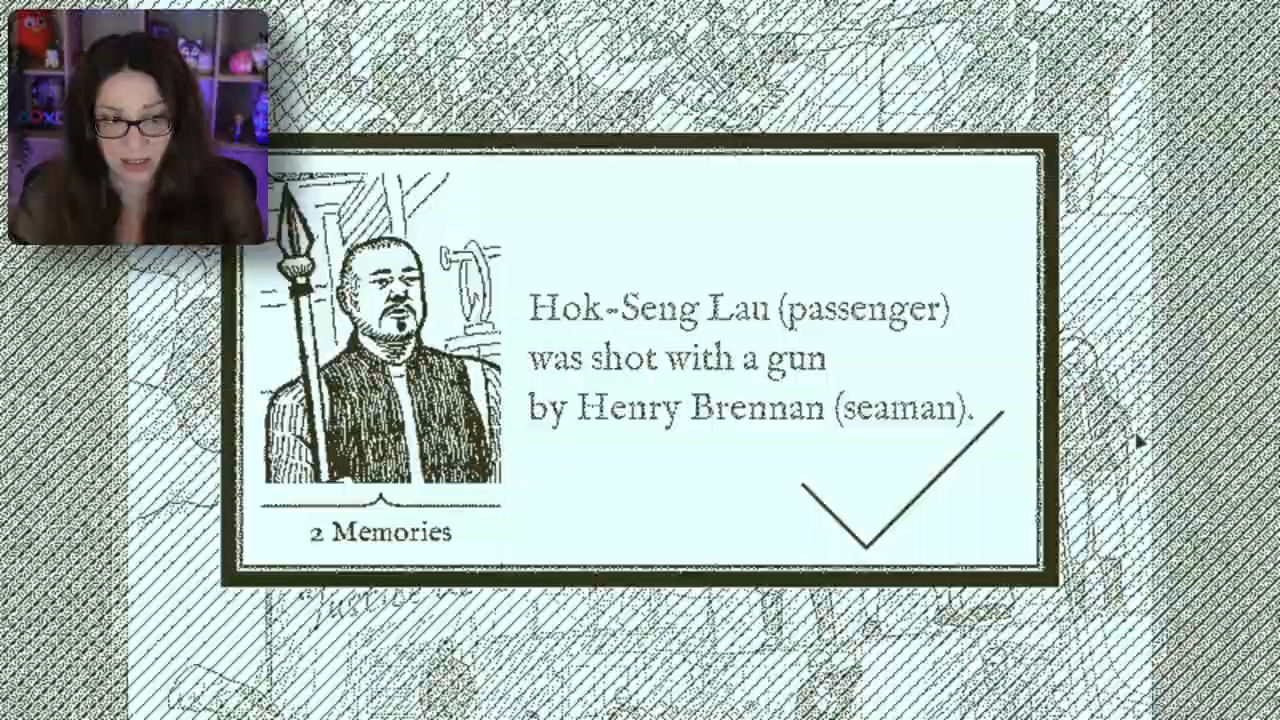 Hok-Seng Lau (passenger)
was shot with a gun
by Henry Brennan (seaman).
2 Memories